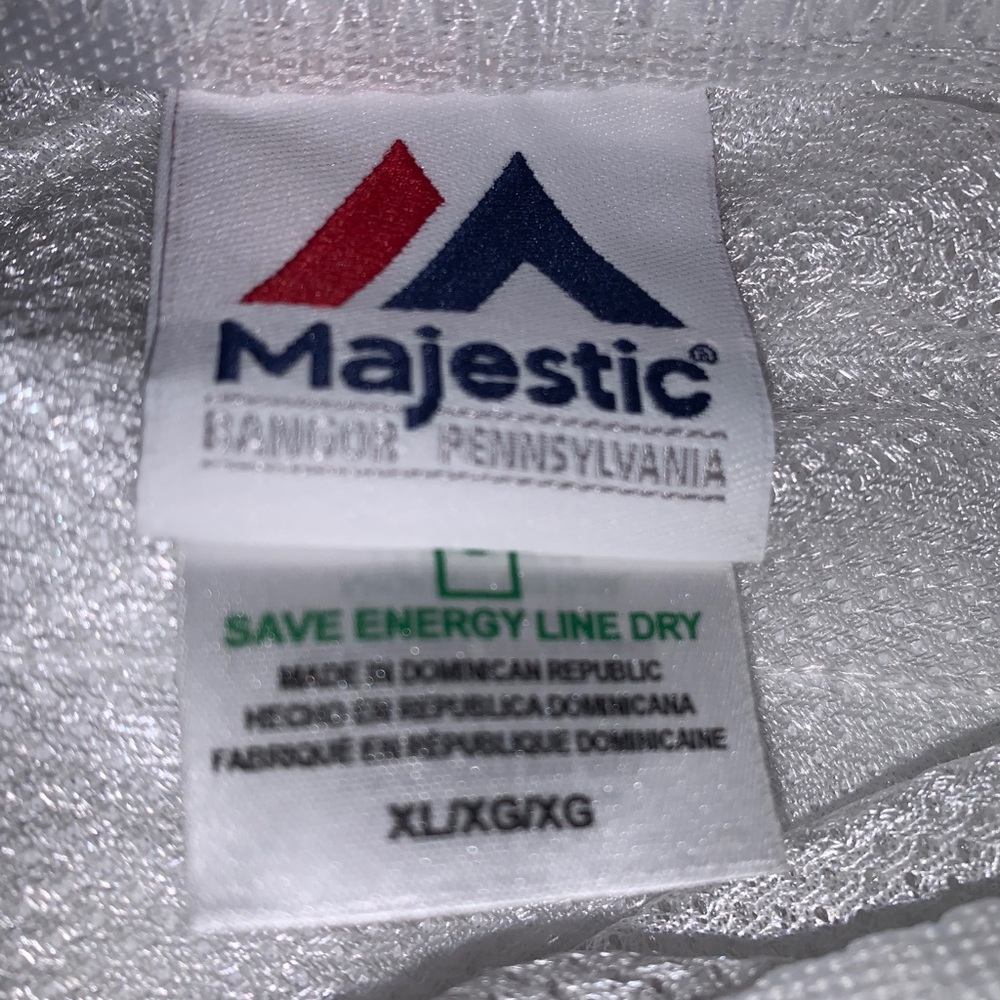 Majestic®
BANGOR PENNSYLVANIA
SAVE ENERGY LINE DRY
MADE IN DOMINICAN REPUBLIC
HECHO EN REPUBLICA DOMINICANA
FABRIQUÉ EN RÉPUBLIQUE DOMINICAINE
XL/XG/XG